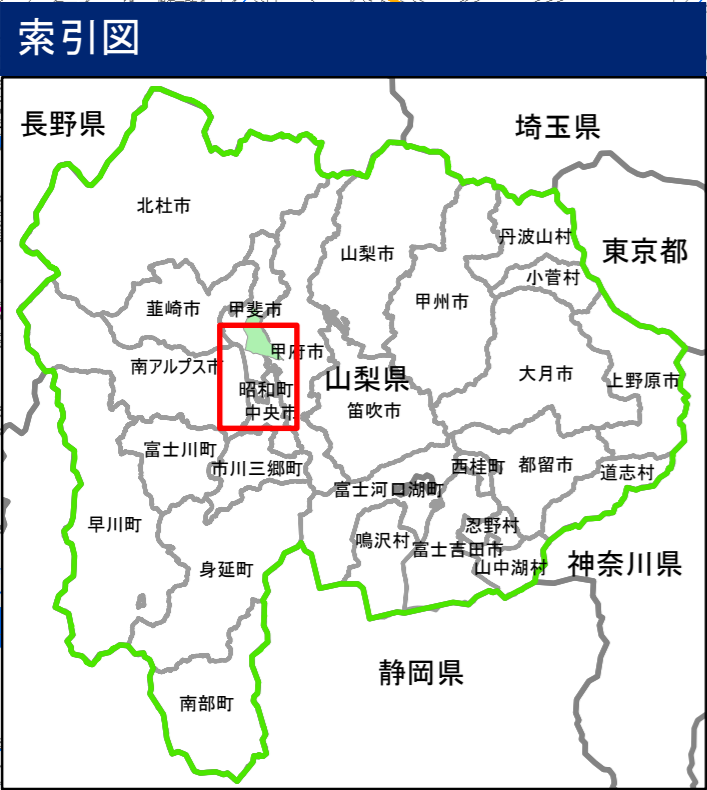 索引図
長野県
埼玉県
北杜市
丹波山村
東京都
山梨市
小菅村
甲州市
韮崎市
甲斐市
甲府市
南アルプス市
山梨県
大月市
上野原市
昭和町
中央市
笛吹市
富士川町
市川三郷町
西桂町
都留市
道志村
富士河口湖町
早川町
忍野村
鳴沢村
富士吉田市
山中湖村
神奈川県
身延町
静岡県
南部町